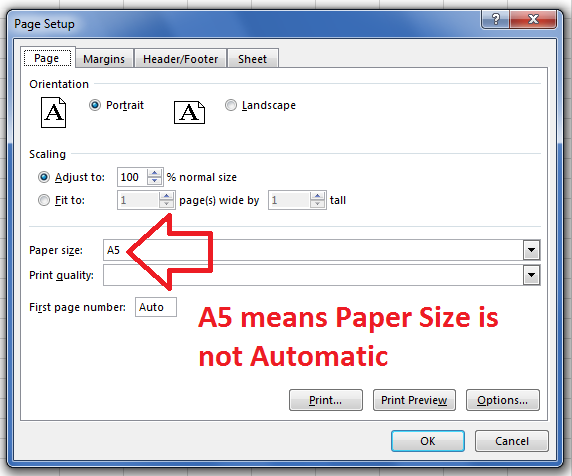 Page Setup
Page Margins Header/Footer Sheet
Orientation
A Portrait A Landscape
Scaling
Adjust to: 100 % normal size
Fit to: 1 page(s) wide by 1 tall
Paper size: A5
Print quality:
First page number: Auto
A5 means Paper Size is
not Automatic
Print... Print Preview Options...
OK Cancel